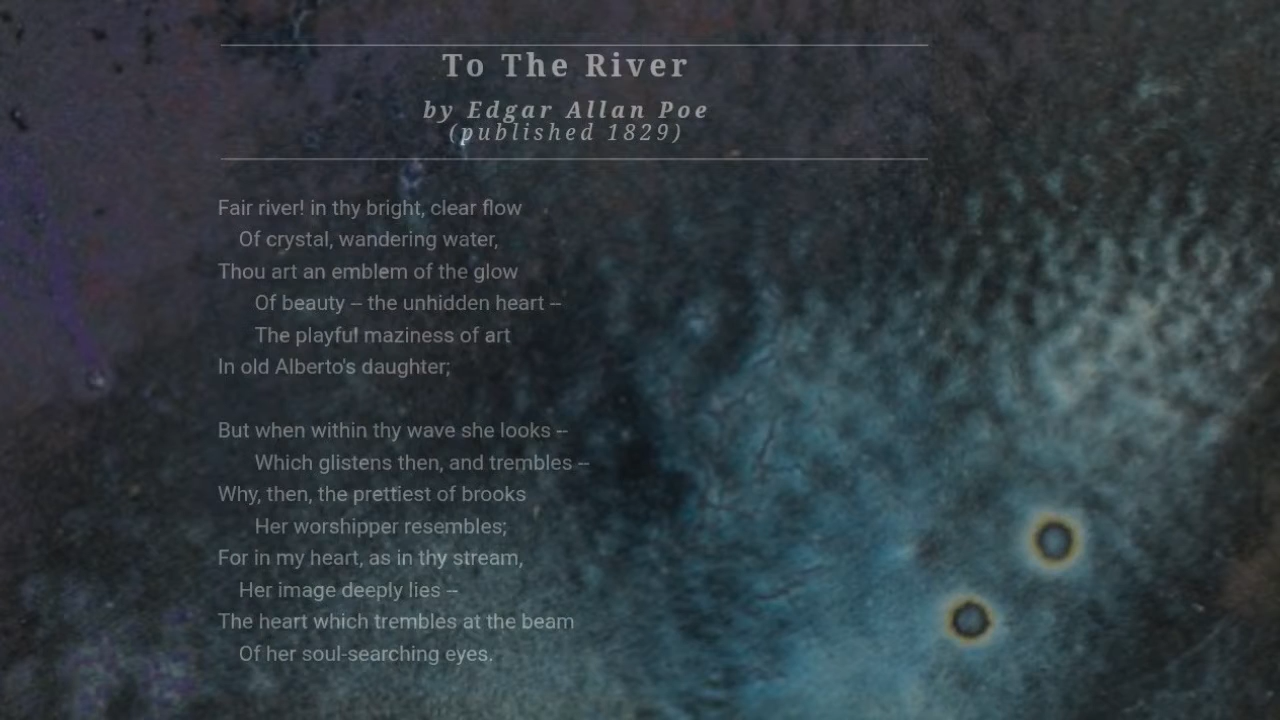 To The River
by Edgar Allan Poe
(published 1829)
Fair river! in thy bright, clear flow
Of crystal, wandering water,
Thou art an emblem of the glow
Of beauty -- the unhidden heart --
The playful maziness of art
In old Alberto's daughter;
But when within thy wave she looks --
Which glistens then, and trembles --
Why, then, the prettiest of brooks
Her worshipper resembles;
For in my heart, as in thy stream,
Her image deeply lies --
The heart which trembles at the beam
Of her soul-searching eyes.